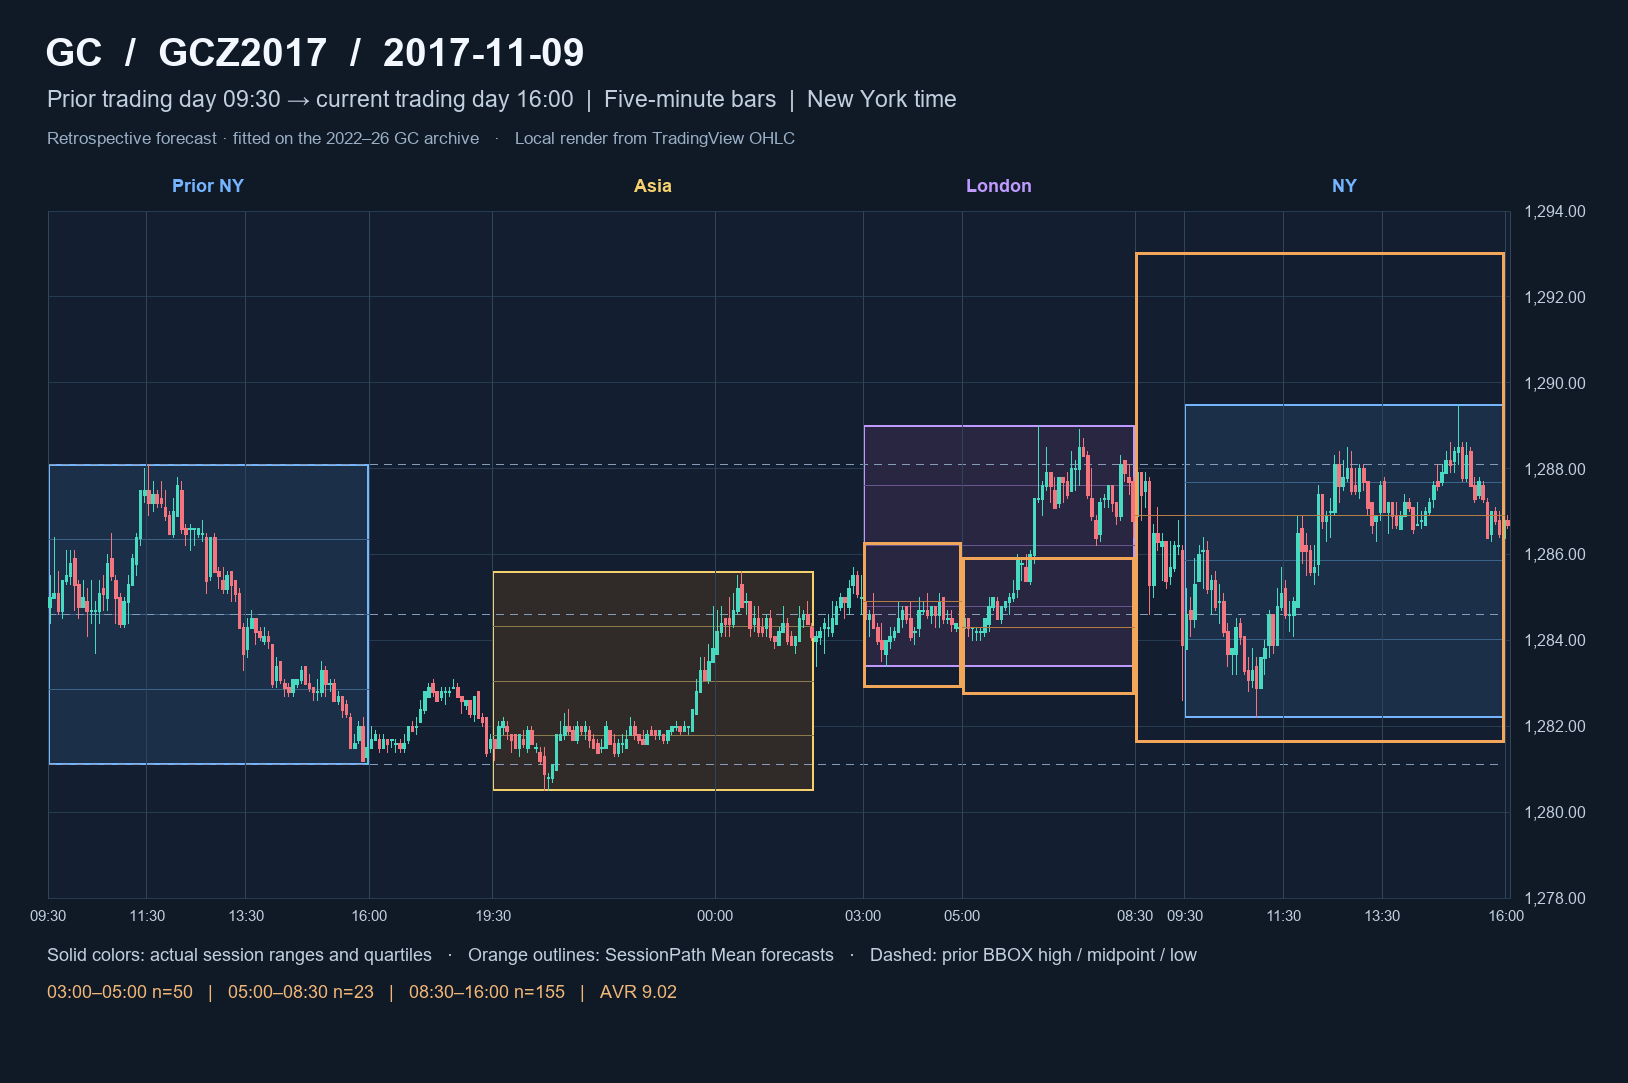 GC / GCZ2017 / 2017-11-09
Prior trading day 09:30 → current trading day 16:00 | Five-minute bars | New York time
Retrospective forecast · fitted on the 2022–26 GC archive · Local render from TradingView OHLC
Prior NY Asia London NY
1,294.00
1,292.00
1,290.00
1,288.00
1,286.00
1,284.00
1,282.00
1,280.00
1,278.00
09:30 11:30 13:30 16:00 19:30 00:00 03:00 05:00 08:30 09:30 11:30 13:30 16:00
Solid colors: actual session ranges and quartiles · Orange outlines: SessionPath Mean forecasts · Dashed: prior BBOX high / midpoint / low
03:00–05:00 n=50 | 05:00–08:30 n=23 | 08:30–16:00 n=155 | AVR 9.02